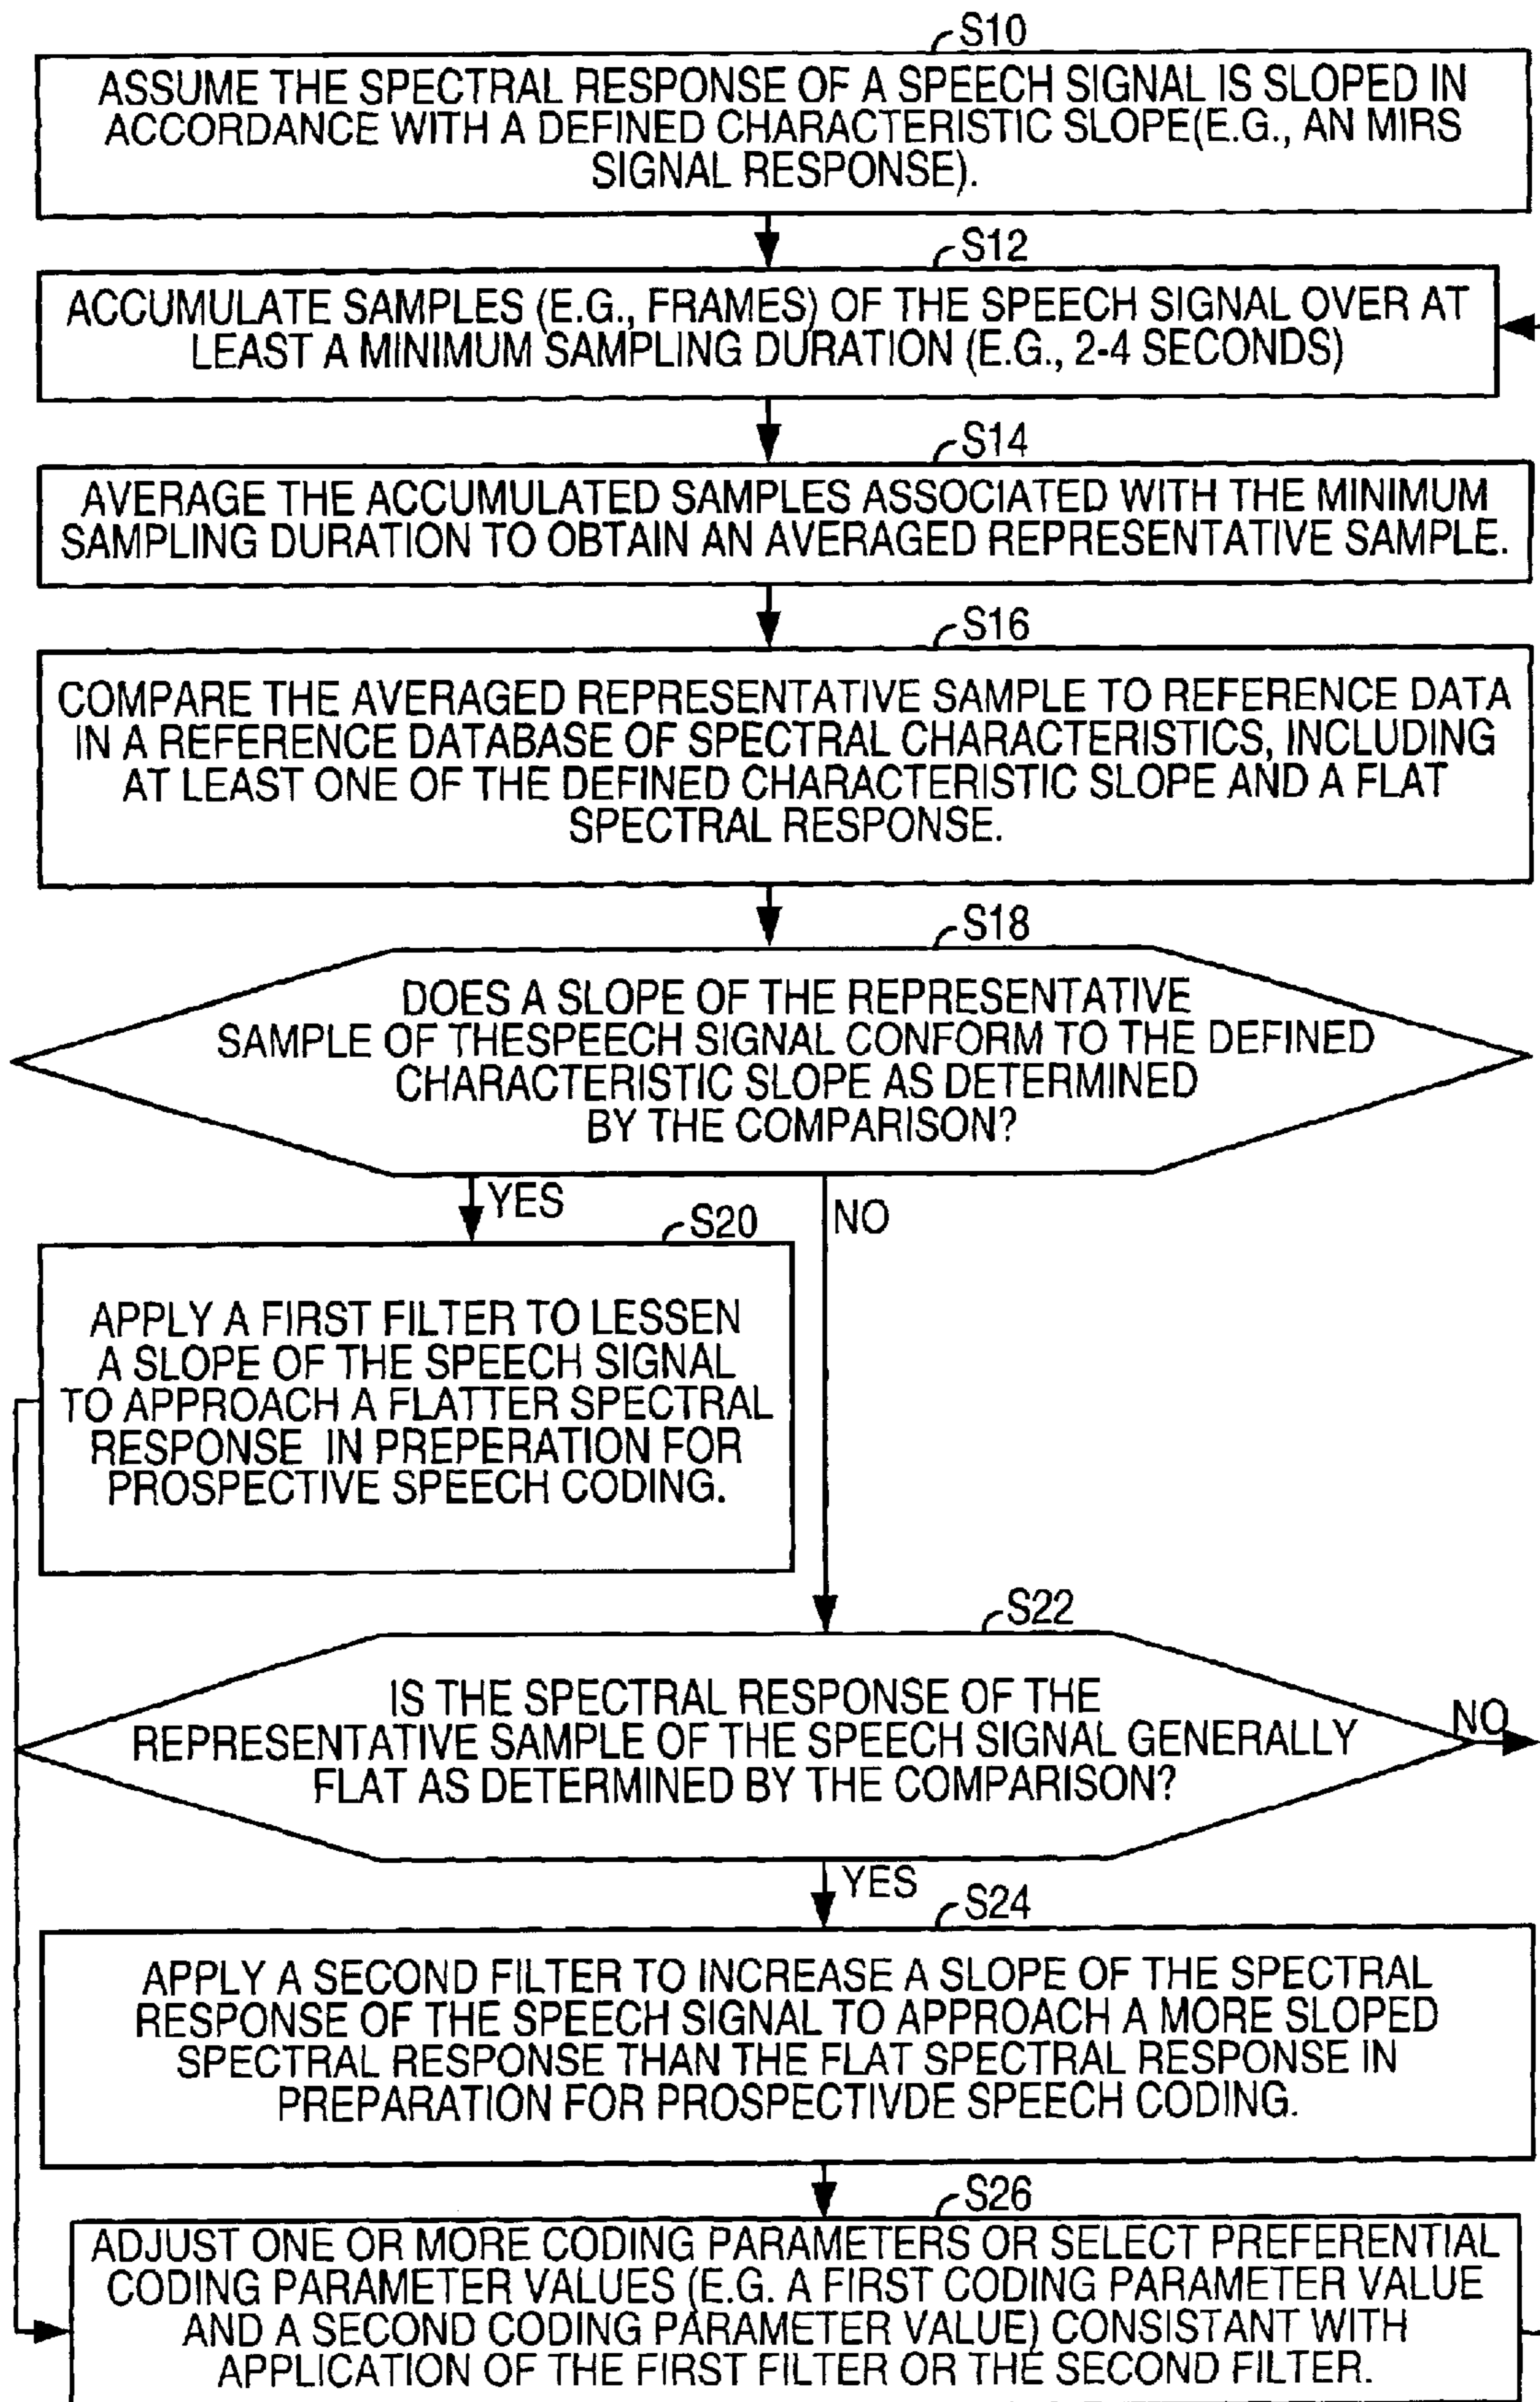 S10
ASSUME THE SPECTRAL RESPONSE OF A SPEECH SIGNAL IS SLOPED IN
ACCORDANCE WITH A DEFINED CHARACTERISTIC SLOPE(E.G., AN MIRS
SIGNAL RESPONSE).
S12
ACCUMULATE SAMPLES (E.G., FRAMES) OF THE SPEECH SIGNAL OVER AT
LEAST A MINIMUM SAMPLING DURATION (E.G., 2-4 SECONDS)
S14
AVERAGE THE ACCUMULATED SAMPLES ASSOCIATED WITH THE MINIMUM
SAMPLING DURATION TO OBTAIN AN AVERAGED REPRESENTATIVE SAMPLE.
S16
COMPARE THE AVERAGED REPRESENTATIVE SAMPLE TO REFERENCE DATA
IN A REFERENCE DATABASE OF SPECTRAL CHARACTERISTICS, INCLUDING
AT LEAST ONE OF THE DEFINED CHARACTERISTIC SLOPE AND A FLAT
SPECTRAL RESPONSE.
S18
DOES A SLOPE OF THE REPRESENTATIVE
SAMPLE OF THESPEECH SIGNAL CONFORM TO THE DEFINED
CHARACTERISTIC SLOPE AS DETERMINED
BY THE COMPARISON?
YES
NO
S20
APPLY A FIRST FILTER TO LESSEN
A SLOPE OF THE SPEECH SIGNAL
TO APPROACH A FLATTER SPECTRAL
RESPONSE IN PREPERATION FOR
PROSPECTIVE SPEECH CODING.
S22
IS THE SPECTRAL RESPONSE OF THE
REPRESENTATIVE SAMPLE OF THE SPEECH SIGNAL GENERALLY
FLAT AS DETERMINED BY THE COMPARISON?
NO
YES
S24
APPLY A SECOND FILTER TO INCREASE A SLOPE OF THE SPECTRAL
RESPONSE OF THE SPEECH SIGNAL TO APPROACH A MORE SLOPED
SPECTRAL RESPONSE THAN THE FLAT SPECTRAL RESPONSE IN
PREPARATION FOR PROSPECTIVDE SPEECH CODING.
S26
ADJUST ONE OR MORE CODING PARAMETERS OR SELECT PREFERENTIAL
CODING PARAMETER VALUES (E.G. A FIRST CODING PARAMETER VALUE
AND A SECOND CODING PARAMETER VALUE) CONSISTANT WITH
APPLICATION OF THE FIRST FILTER OR THE SECOND FILTER.